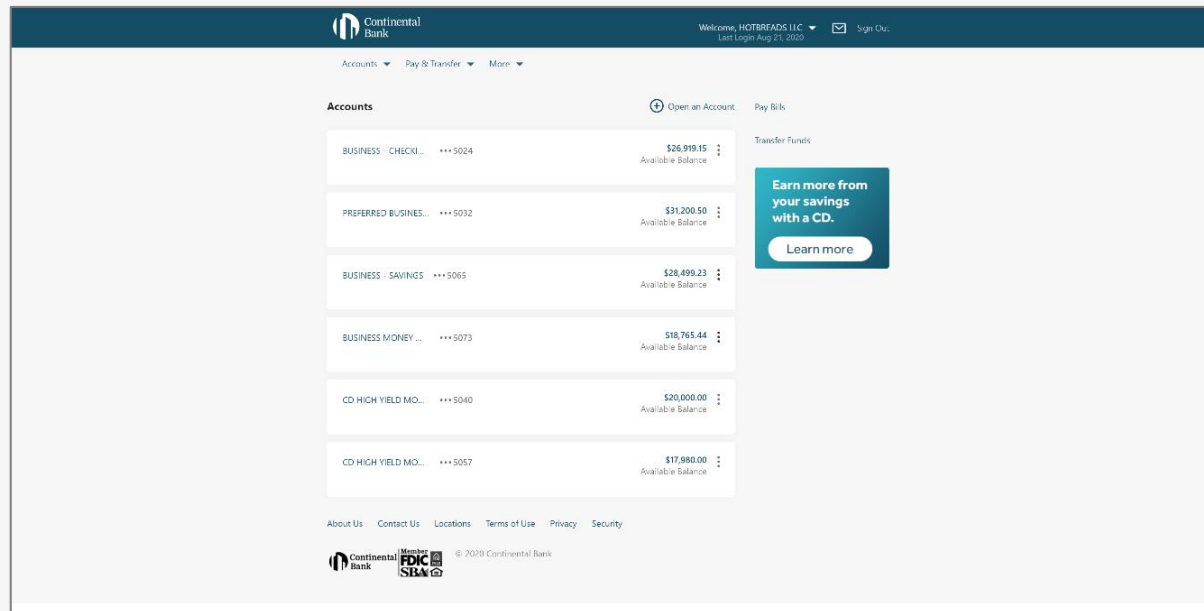 Continental
Bank
Welcome, HOTBREADS LLC
Last Login Aug 21, 2020
Sign Out
Accounts Pay & Transfer More
Accounts
Open an Account
BUSINESS - CHECKI... •••5024
$26,919.15
Available Balance
PREFERRED BUSINES... •••5032
$31,200.50
Available Balance
BUSINESS - SAVINGS •••5065
$28,499.23
Available Balance
BUSINESS MONEY ... •••5073
$18,765.44
Available Balance
CD HIGH YIELD MO... •••5040
$20,000.00
Available Balance
CD HIGH YIELD MO... •••5057
$17,980.00
Available Balance
Pay Bills
Transfer Funds
Earn more from
your savings
with a CD.
Learn more
About Us Contact Us Locations Terms of Use Privacy Security
Continental
Bank
Member
FDIC
SBA
© 2020 Continental Bank